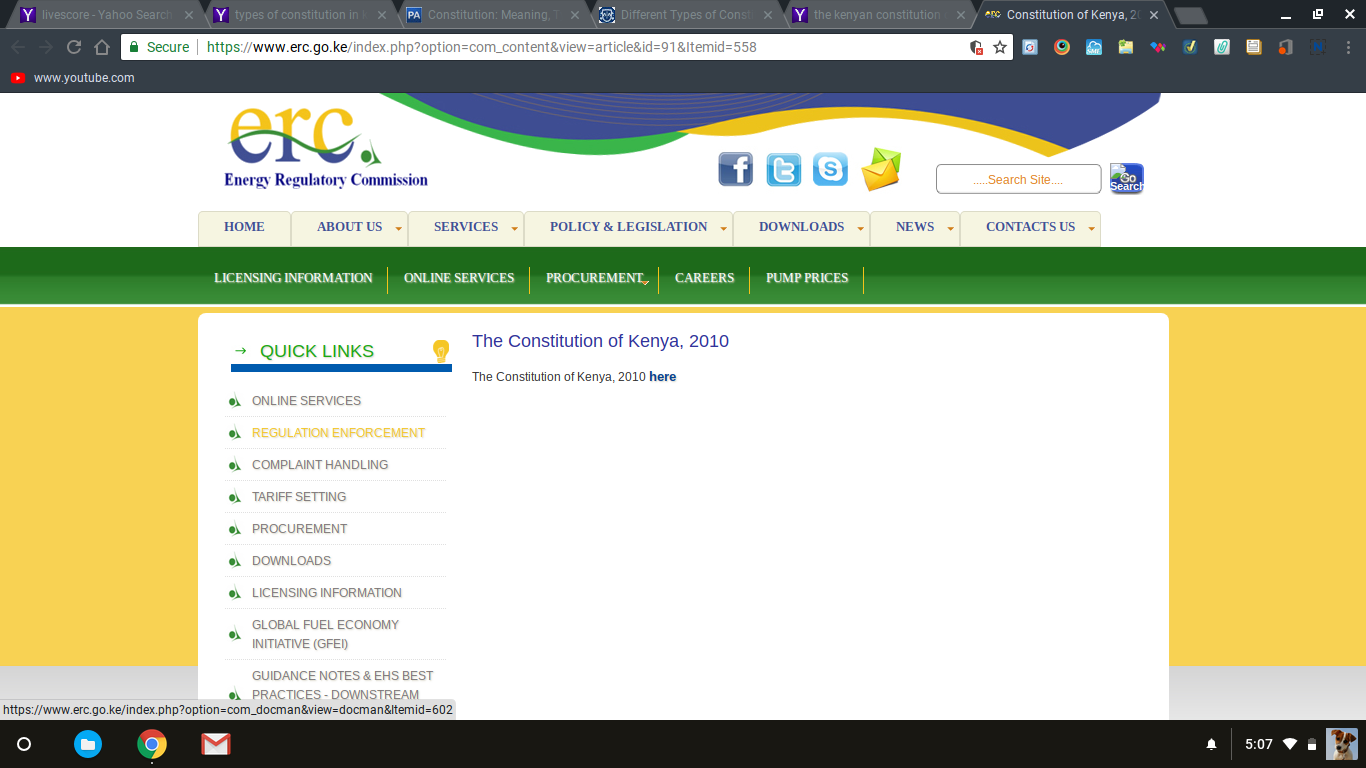 livescore - Yahoo Search
types of constitution in k
PA Constitution: Meaning, T
Different Types of Const
the kenyan constitution
Constitution of Kenya, 20
Secure https://www.erc.go.ke/index.php?option=com_content&view=article&id=91&Itemid=558
www.youtube.com
erc
Energy Regulatory Commission
.....Search Site....
Go Search
HOME ABOUT US SERVICES POLICY & LEGISLATION DOWNLOADS NEWS CONTACTS US
LICENSING INFORMATION ONLINE SERVICES PROCUREMENT CAREERS PUMP PRICES
QUICK LINKS
ONLINE SERVICES
REGULATION ENFORCEMENT
COMPLAINT HANDLING
TARIFF SETTING
PROCUREMENT
DOWNLOADS
LICENSING INFORMATION
GLOBAL FUEL ECONOMY
INITIATIVE (GFEI)
GUIDANCE NOTES & EHS BEST
PRACTICES - DOWNSTREAM
The Constitution of Kenya, 2010
The Constitution of Kenya, 2010 here
https://www.erc.go.ke/index.php?option=com_docman&view=docman&Itemid=602
5:07